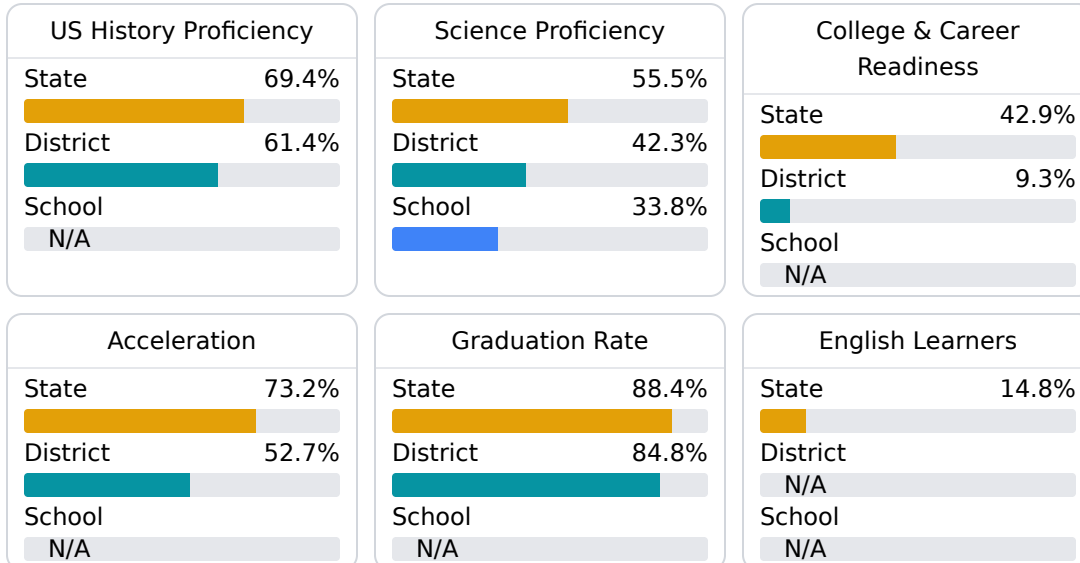 US History Proficiency
State 69.4%
District 61.4%
School
N/A
Science Proficiency
State 55.5%
District 42.3%
School 33.8%
College & Career
Readiness
State 42.9%
District 9.3%
School
N/A
Acceleration
State 73.2%
District 52.7%
School
N/A
Graduation Rate
State 88.4%
District 84.8%
School
N/A
English Learners
State 14.8%
District
N/A
School
N/A